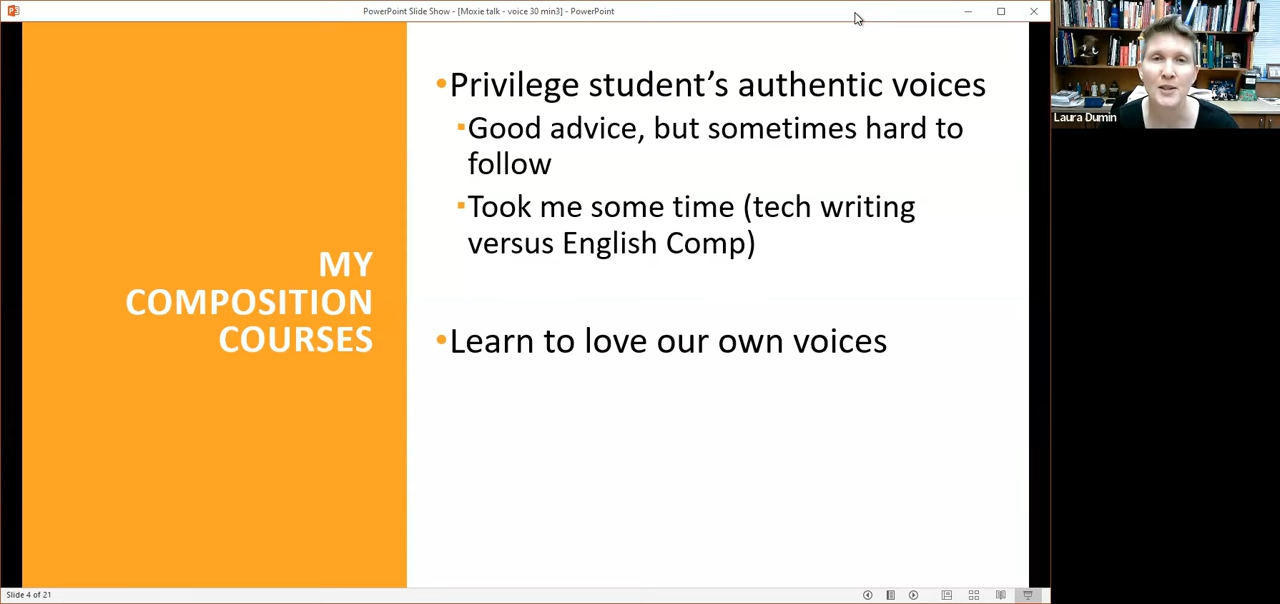 PowerPoint Slide Show - [Moxie talk - voice 30 min3] - PowerPoint
MY
COMPOSITION
COURSES
•Privilege student’s authentic voices
▪Good advice, but sometimes hard to
follow
▪Took me some time (tech writing
versus English Comp)
•Learn to love our own voices
Laura Dumin
Slide 4 of 21